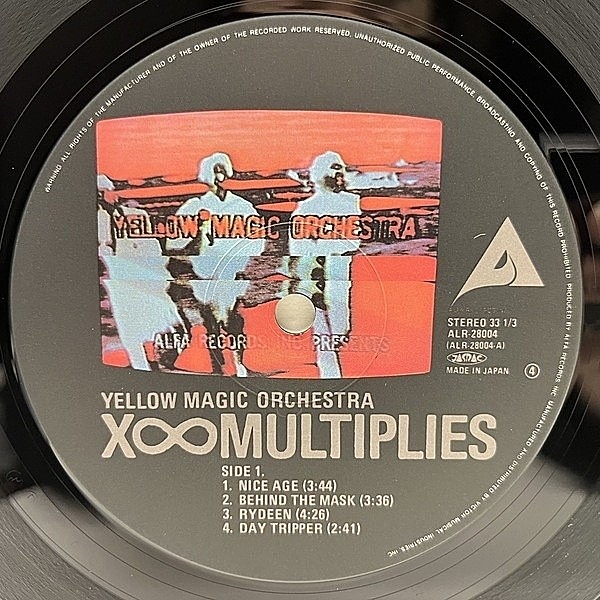 WARNING: ALL RIGHTS OF THE MANUFACTURER AND OF THE OWNER OF THE RECORDED WORK RESERVED. UNAUTHORIZED PUBLIC PERFORMANCE, BROADCASTING AND COPYING OF THIS RECORD PROHIBITED. PRODUCED BY ALFA RECORDS INC. MANUFACTURED AND DISTRIBUTED BY VICTOR MUSICAL INDUSTRIES, INC.
YELLOW MAGIC ORCHESTRA
ALFA RECORDS INC PRESENTS
STEREO 33 1/3
ALR-28004
(ALR-28004-A)
JASRAC
MADE IN JAPAN
4
YELLOW MAGIC ORCHESTRA
X∞MULTIPLIES
SIDE 1.
1. NICE AGE (3:44)
2. BEHIND THE MASK (3:36)
3. RYDEEN (4:26)
4. DAY TRIPPER (2:41)